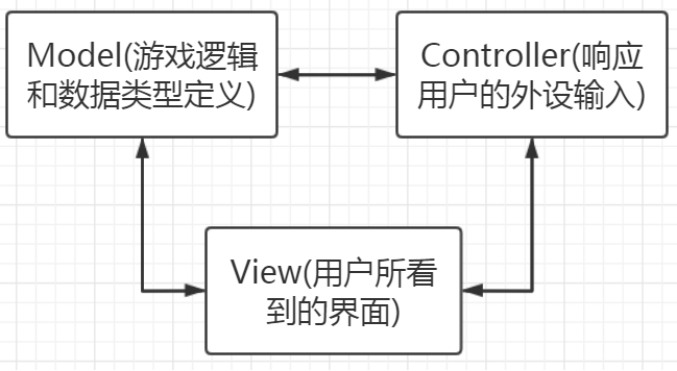 Model(游戏逻辑
和数据类型定义)
Controller(响应
用户的外设输入)
View(用户所看
到的界面)